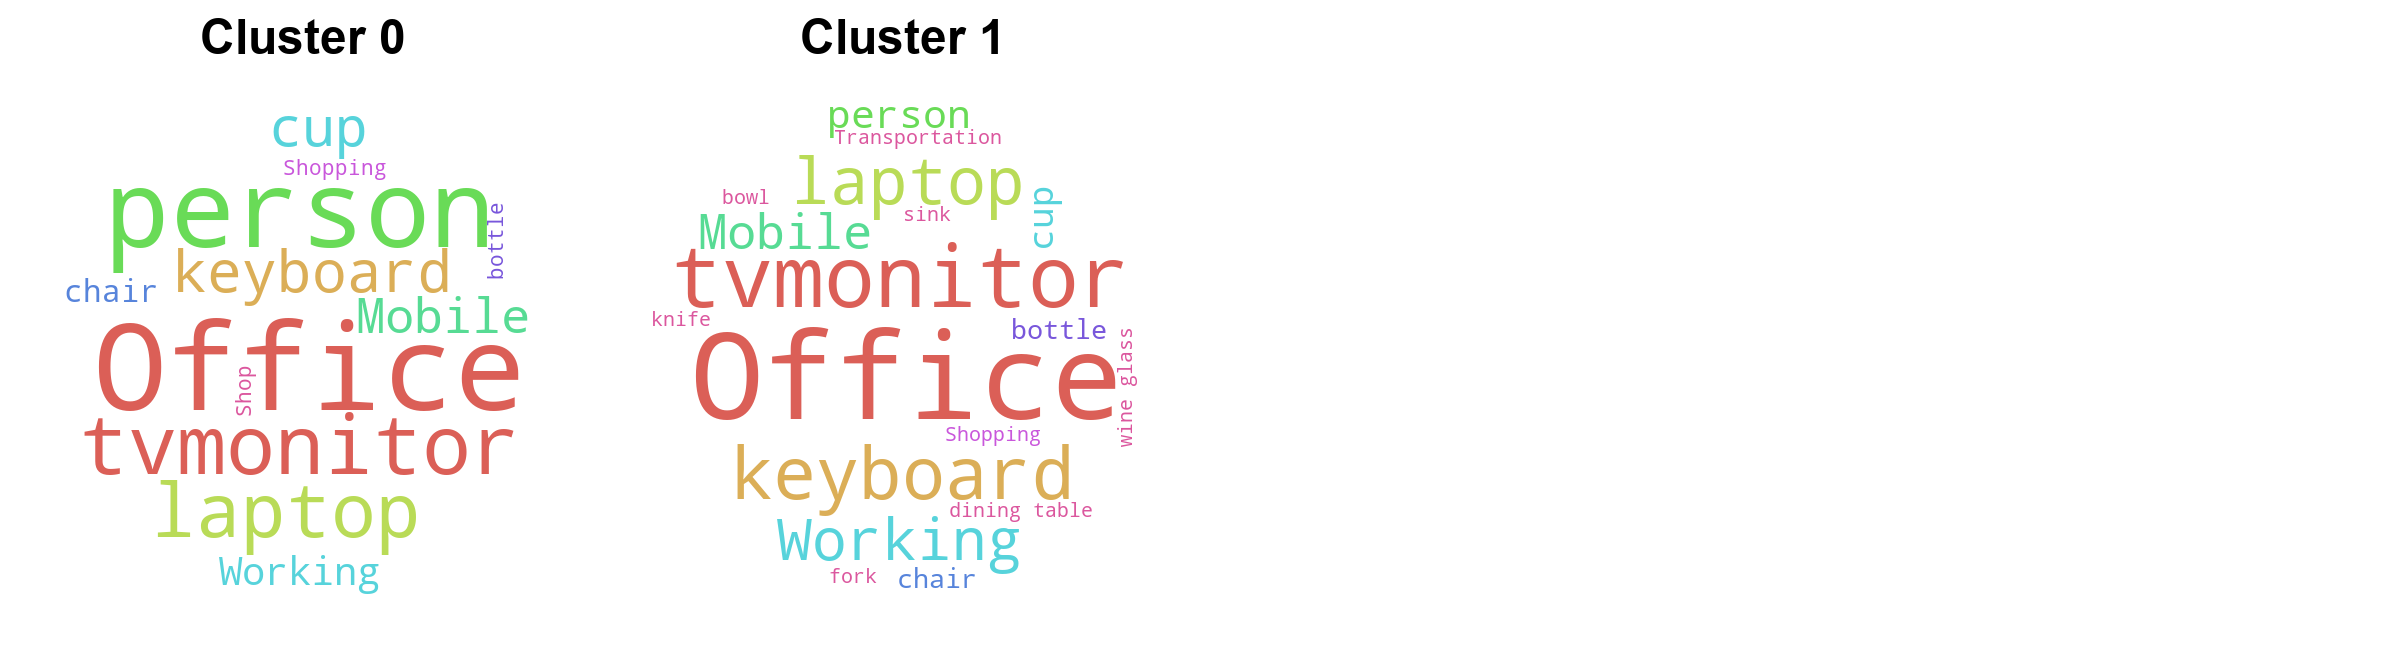 Cluster 0
cup
Shopping
person
bottle
keyboard
chair
Mobile
Office
Shop
tvmonitor
laptop
Working
Cluster 1
person
Transportation
laptop
cup
bowl
sink
Mobile
tvmonitor
knife
bottle
wine glass
Office
Shopping
keyboard
dining table
Working
fork
chair